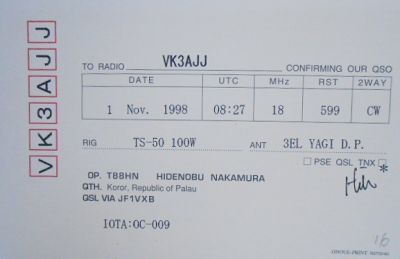 VK3AJJ
TO RADIO VK3AJJ CONFIRMING OUR QSO
DATE UTC MHz RST 2WAY
1 Nov. 1998 08:27 18 599 CW
RIG TS-50 100W ANT 3EL YAGI D.P.
☐ PSE QSL TNX ☐ *
OP. T88HN HIDENOBU NAKAMURA
QTH. Koror, Republic of Palau
QSL VIA JF1VXB
IOTA:OC-009
16